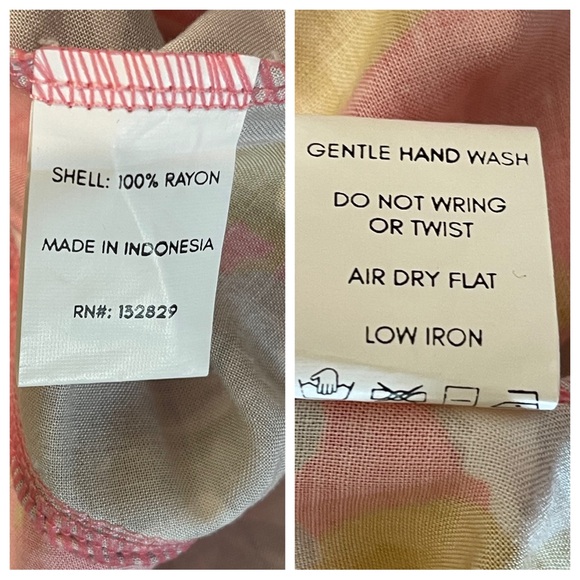 SHELL: 100% RAYON
MADE IN INDONESIA
RN#: 132829
GENTLE HAND WASH
DO NOT WRING
OR TWIST
AIR DRY FLAT
LOW IRON